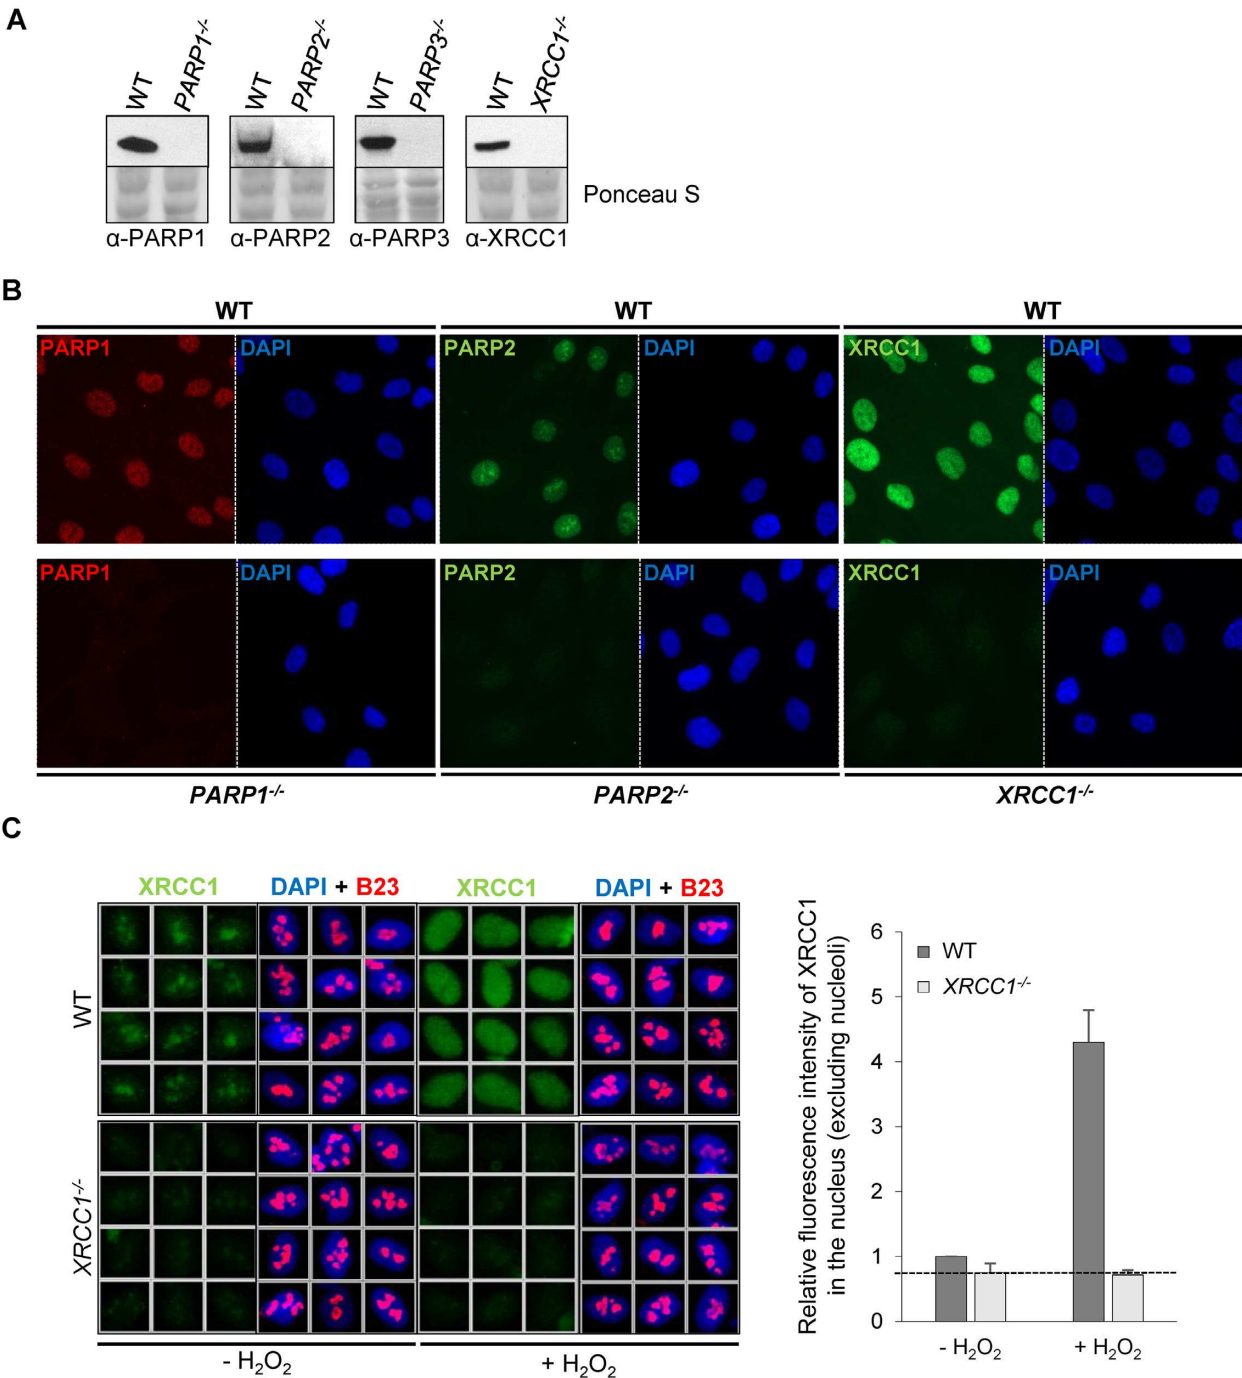 A
WT PARP1-/- WT PARP2-/- WT PARP3-/- WT XRCC1-/-
Ponceau S
α-PARP1 α-PARP2 α-PARP3 α-XRCC1
B
WT WT WT
PARP1 DAPI PARP2 DAPI XRCC1 DAPI
PARP1 DAPI PARP2 DAPI XRCC1 DAPI
PARP1-/- PARP2-/- XRCC1-/-
C
XRCC1 DAPI + B23 XRCC1 DAPI + B23
WT
XRCC1-/-
- H2O2 + H2O2
Relative fluorescence intensity of XRCC1
in the nucleus (excluding nucleoli)
6
5
4
3
2
1
0
WT
XRCC1-/-
- H2O2 + H2O2